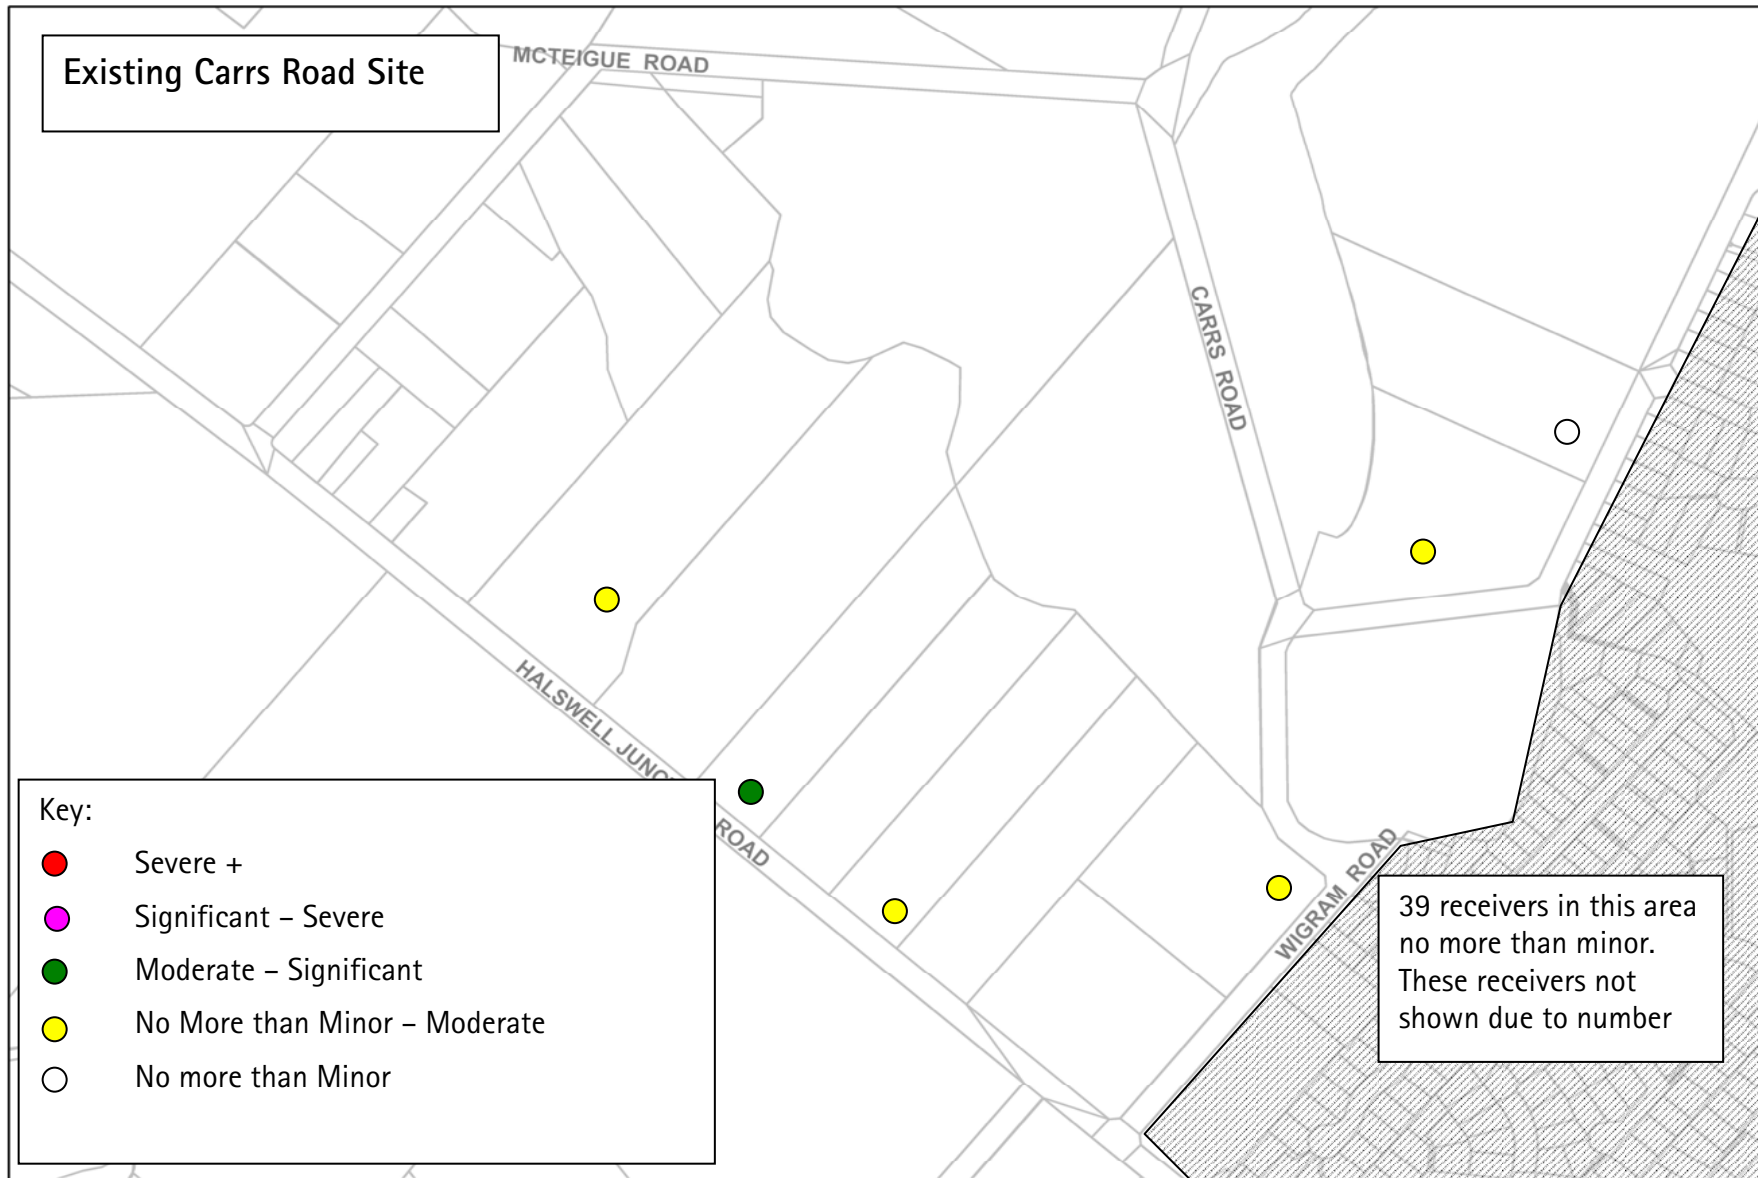 Existing Carrs Road Site
MCTEIGUE ROAD
CARRS ROAD
HALSWELL JUNC
ROAD
WIGRAM ROAD
Key:
Severe +
Significant – Severe
Moderate – Significant
No More than Minor – Moderate
No more than Minor
39 receivers in this area
no more than minor.
These receivers not
shown due to number